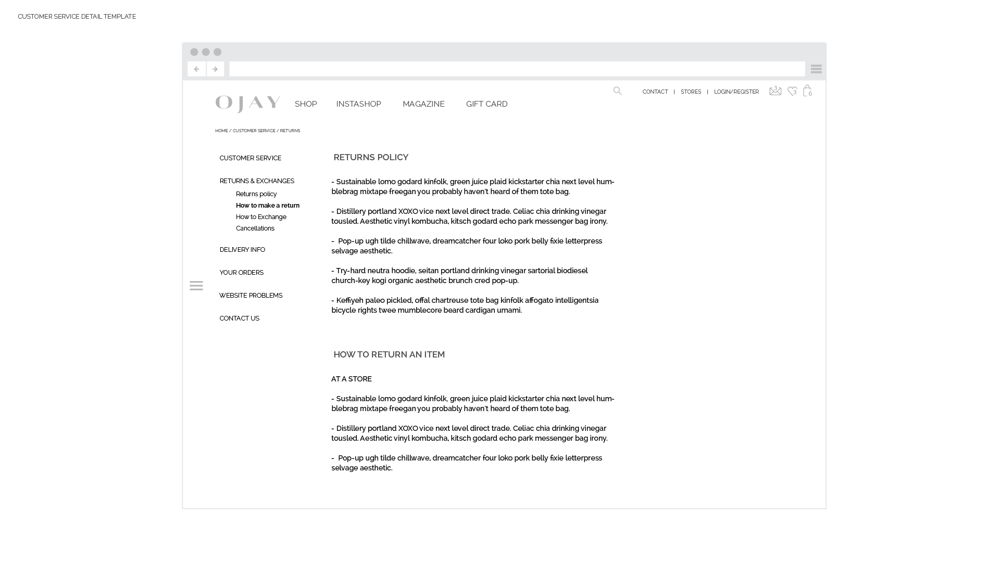 CUSTOMER SERVICE DETAIL TEMPLATE
CONTACT | STORES | LOGIN/REGISTER 3 3 6
OJAY SHOP INSTASHOP MAGAZINE GIFT CARD
HOME / CUSTOMER SERVICE / RETURNS
CUSTOMER SERVICE
RETURNS & EXCHANGES
Returns policy
How to make a return
How to Exchange
Cancellations
DELIVERY INFO
YOUR ORDERS
WEBSITE PROBLEMS
CONTACT US
RETURNS POLICY
- Sustainable lomo godard kinfolk, green juice plaid kickstarter chia next level hum-
blebrag mixtape freegan you probably haven't heard of them tote bag.
- Distillery portland XOXO vice next level direct trade. Celiac chia drinking vinegar
tousled. Aesthetic vinyl kombucha, kitsch godard echo park messenger bag irony.
- Pop-up ugh tilde chillwave, dreamcatcher four loko pork belly fixie letterpress
selvage aesthetic.
- Try-hard neutra hoodie, seitan portland drinking vinegar sartorial biodiesel
church-key kogi organic aesthetic brunch cred pop-up.
- Keffiyeh paleo pickled, offal chartreuse tote bag kinfolk affogato intelligentsia
bicycle rights twee mumblecore beard cardigan umami.
HOW TO RETURN AN ITEM
AT A STORE
- Sustainable lomo godard kinfolk, green juice plaid kickstarter chia next level hum-
blebrag mixtape freegan you probably haven't heard of them tote bag.
- Distillery portland XOXO vice next level direct trade. Celiac chia drinking vinegar
tousled. Aesthetic vinyl kombucha, kitsch godard echo park messenger bag irony.
- Pop-up ugh tilde chillwave, dreamcatcher four loko pork belly fixie letterpress
selvage aesthetic.